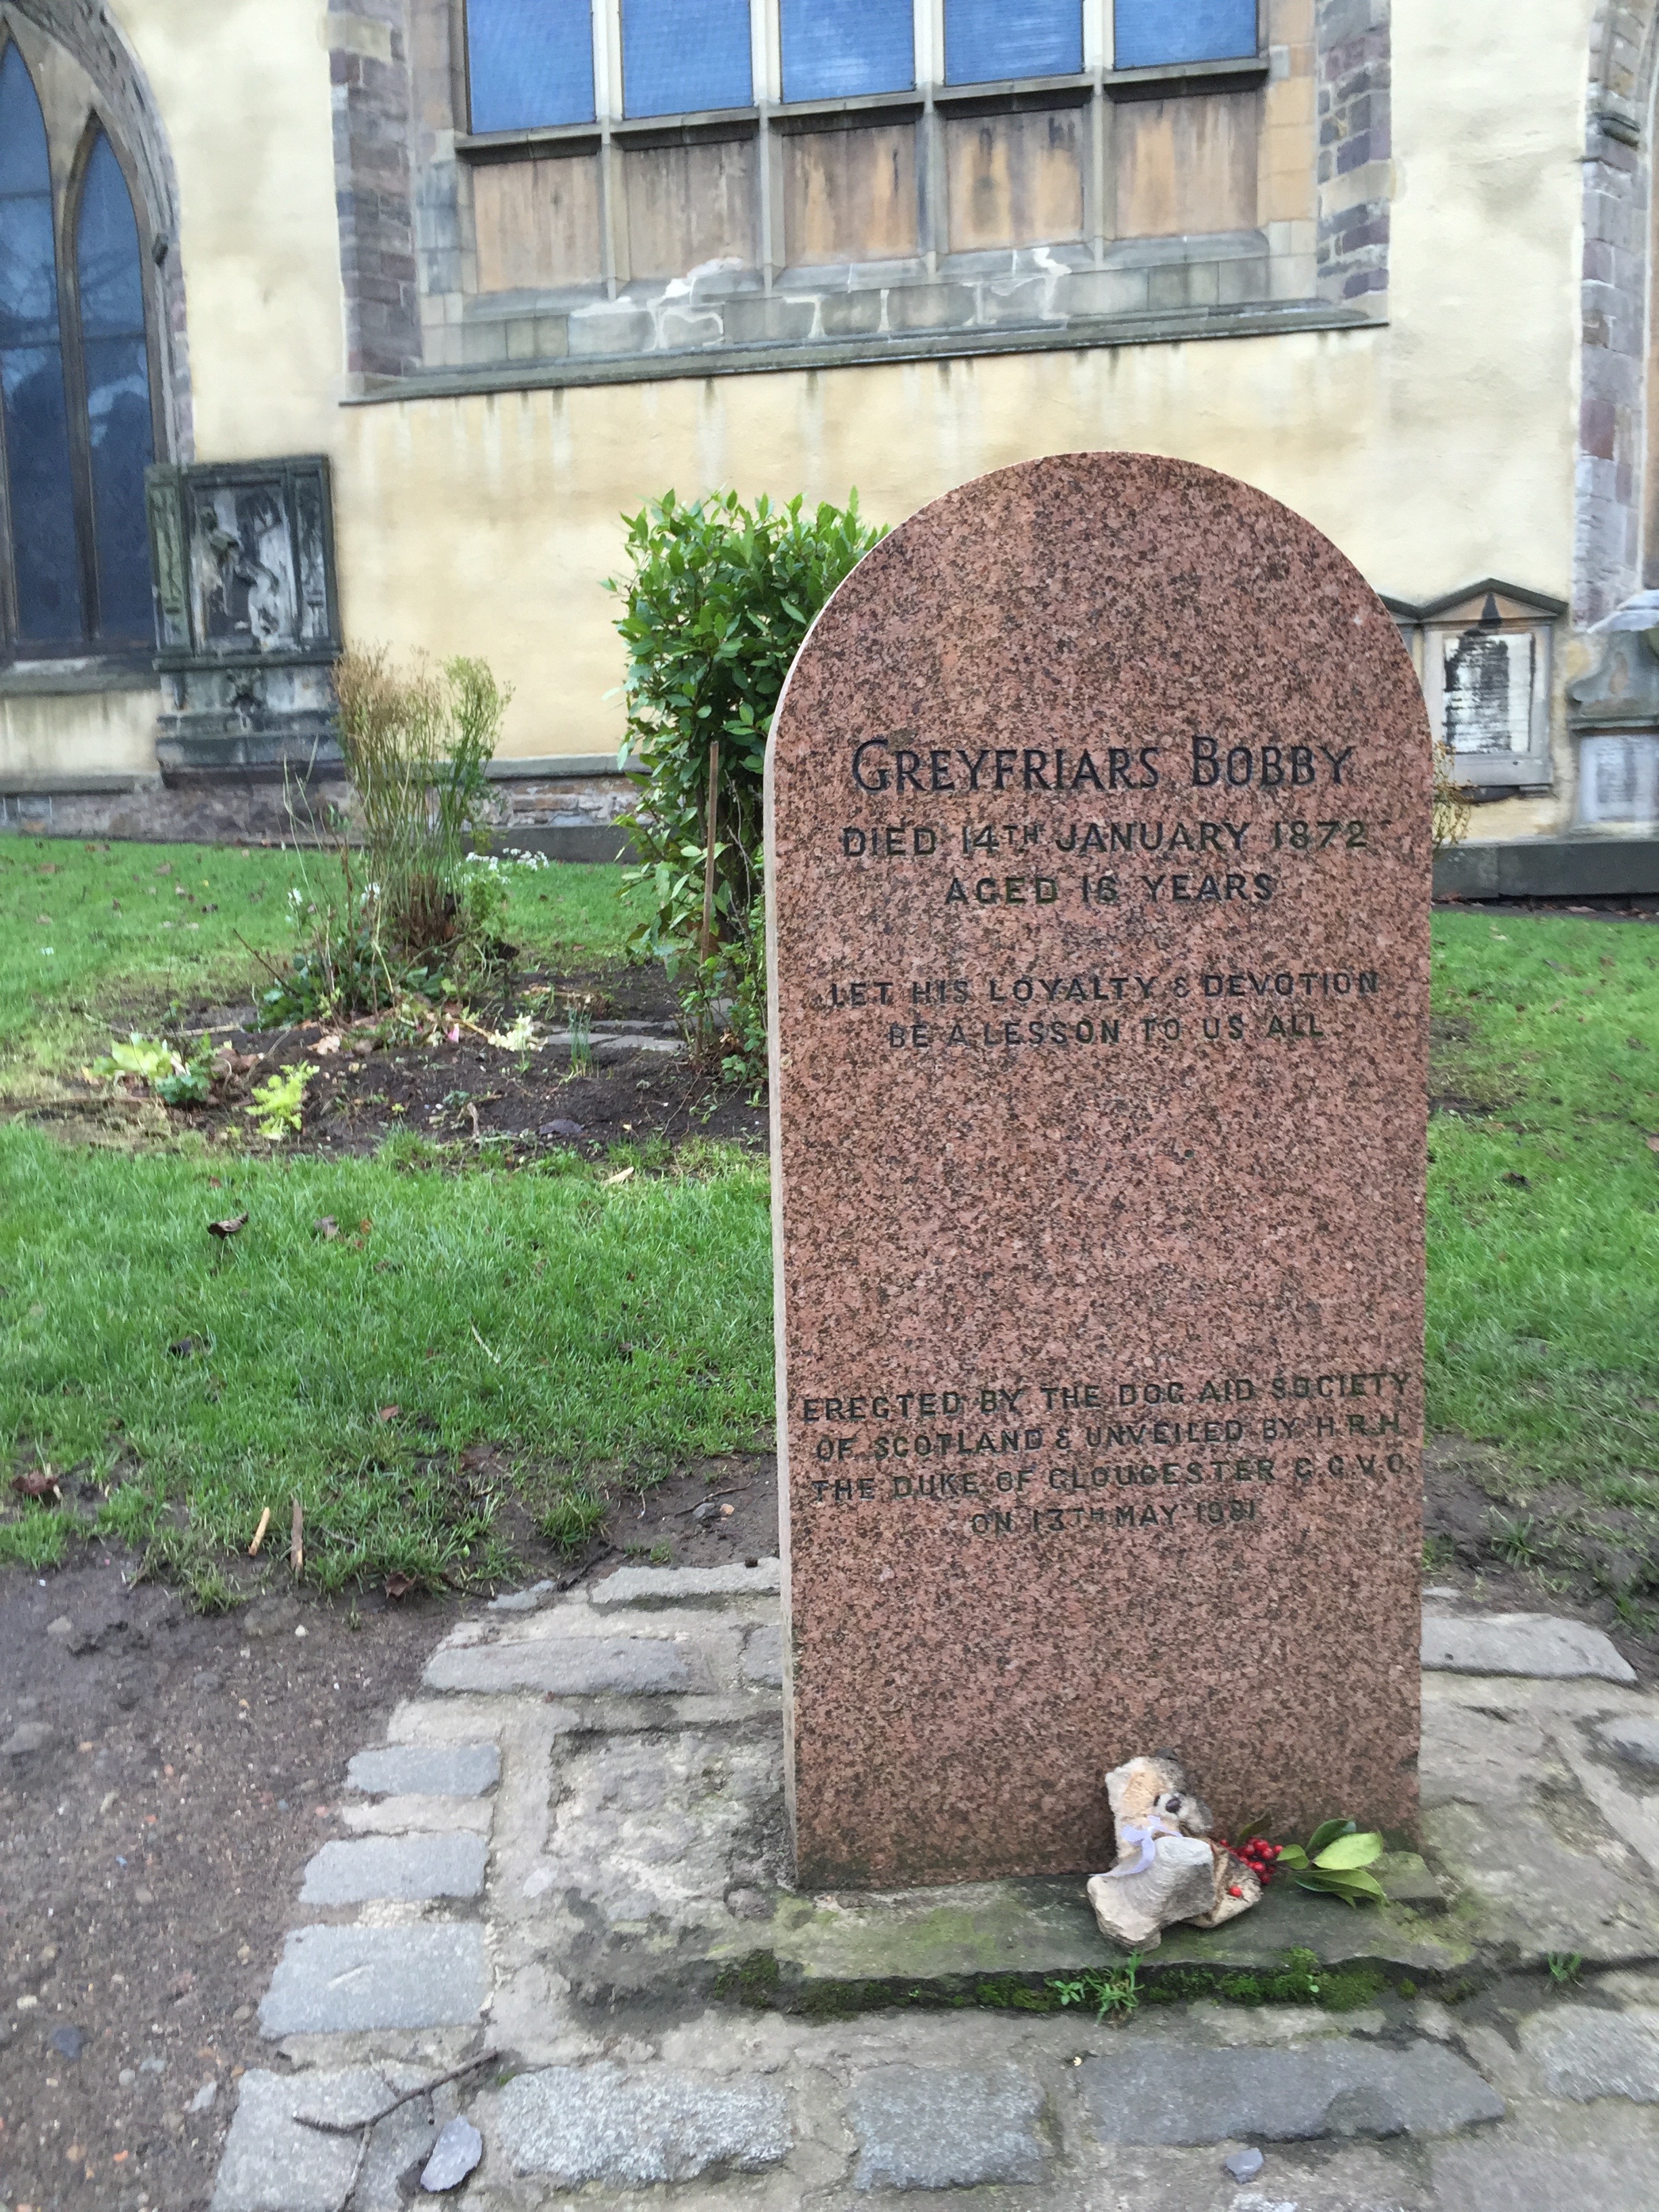 GREYFRIARS BOBBY
DIED 14TH JANUARY 1872
AGED 16 YEARS
LET HIS LOYALTY & DEVOTION
BE A LESSON TO US ALL
ERECTED BY THE DOG AID SOCIETY
OF SCOTLAND & UNVEILED BY H.R.H.
THE DUKE OF GLOUCESTER G.C.V.O.
ON 13TH MAY 1981